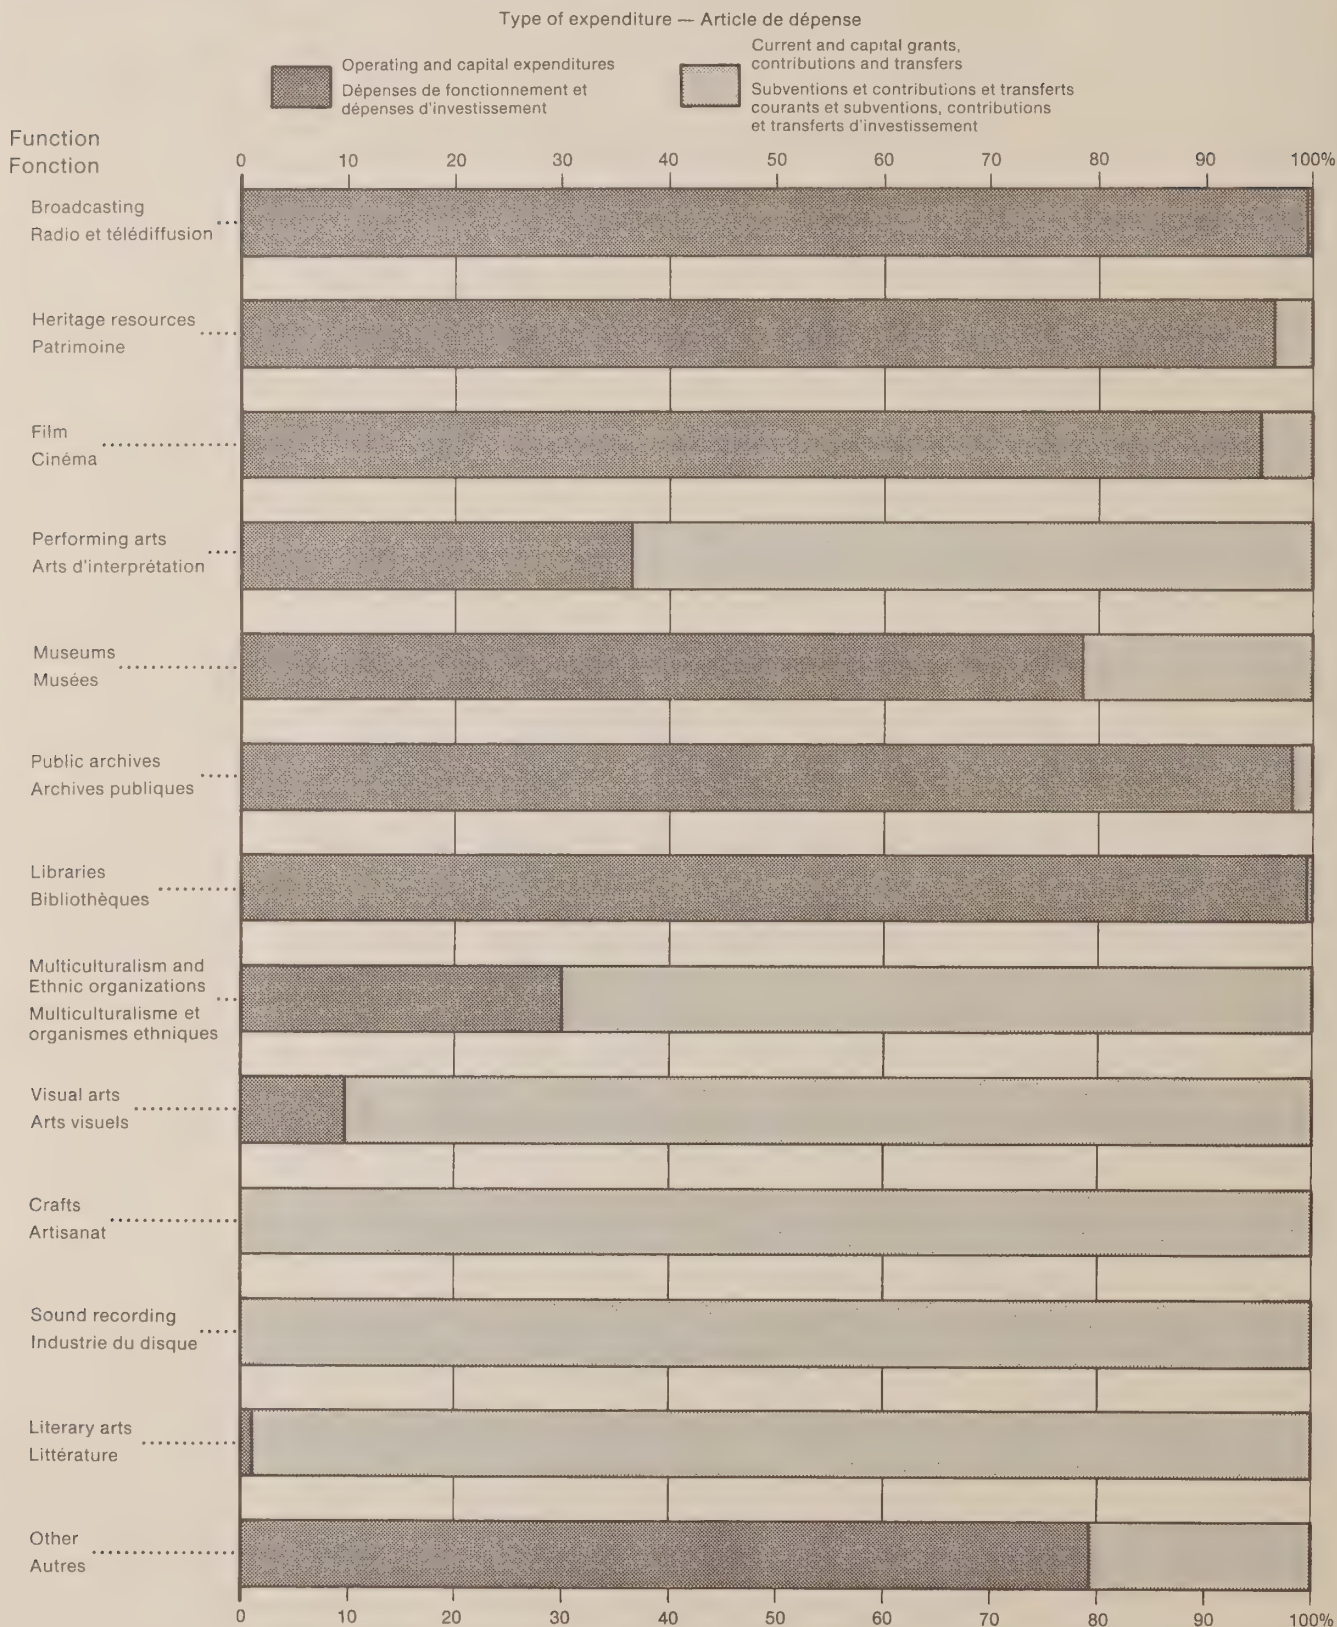 Type of expenditure — Article de dépense
Operating and capital expenditures
Dépenses de fonctionnement et
dépenses d'investissement
Current and capital grants,
contributions and transfers
Subventions et contributions et transferts
courants et subventions, contributions
et transferts d'investissement
Function
Fonction
0 10 20 30 40 50 60 70 80 90 100%
Broadcasting
Radio et télédiffusion
Heritage resources
Patrimoine
Film
Cinéma
Performing arts
Arts d'interprétation
Museums
Musées
Public archives
Archives publiques
Libraries
Bibliothèques
Multiculturalism and
Ethnic organizations
Multiculturalisme et
organismes ethniques
Visual arts
Arts visuels
Crafts
Artisanat
Sound recording
Industrie du disque
Literary arts
Littérature
Other
Autres
0 10 20 30 40 50 60 70 80 90 100%